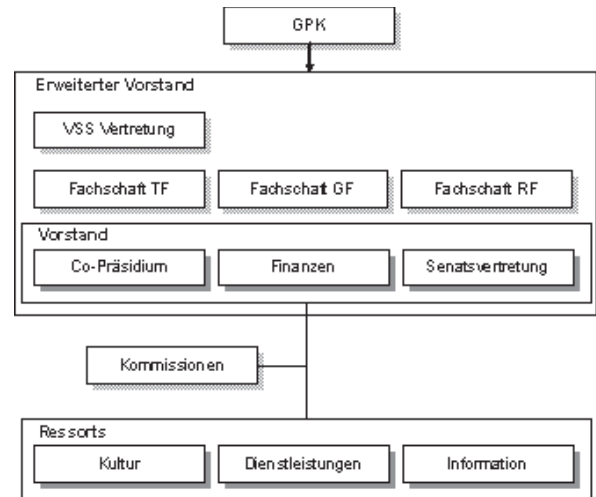 GPK
Erweiterter Vorstand
VSS Vertretung
Fachschaft TF
Fachschaft GF
Fachschaft RF
Vorstand
Co-Präsidium
Finanzen
Senatsvertretung
Kommissionen
Ressorts
Kultur
Dienstleistungen
Information